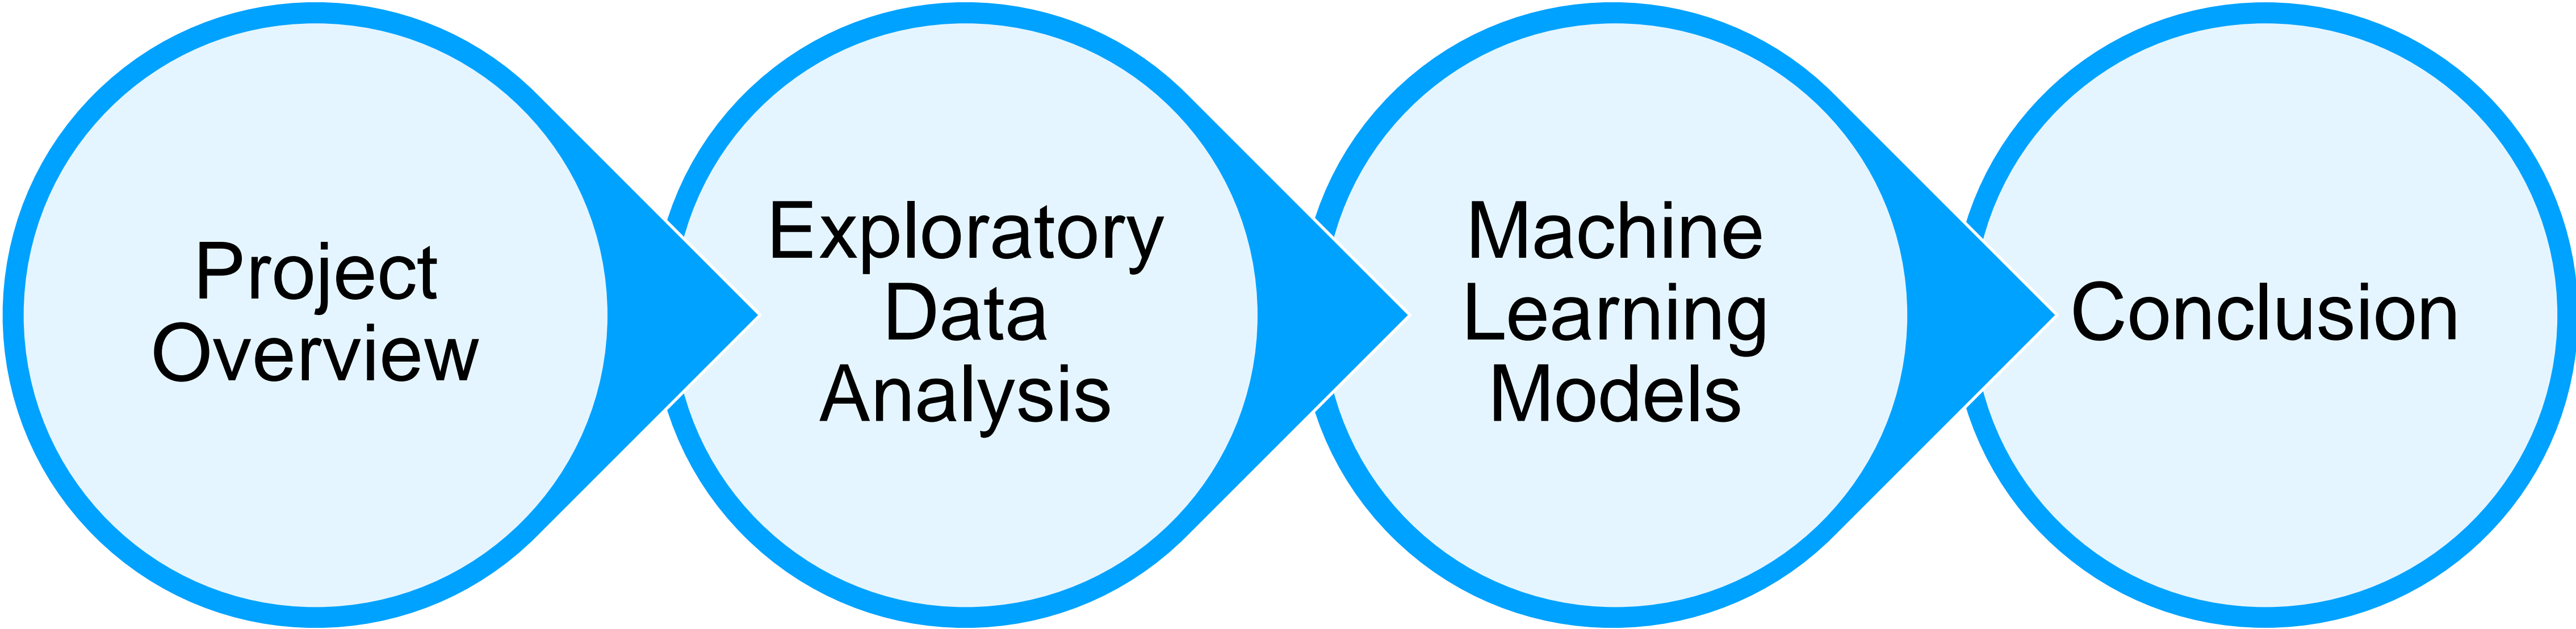 Project
Overview
Exploratory
Data
Analysis
Machine
Learning
Models
Conclusion